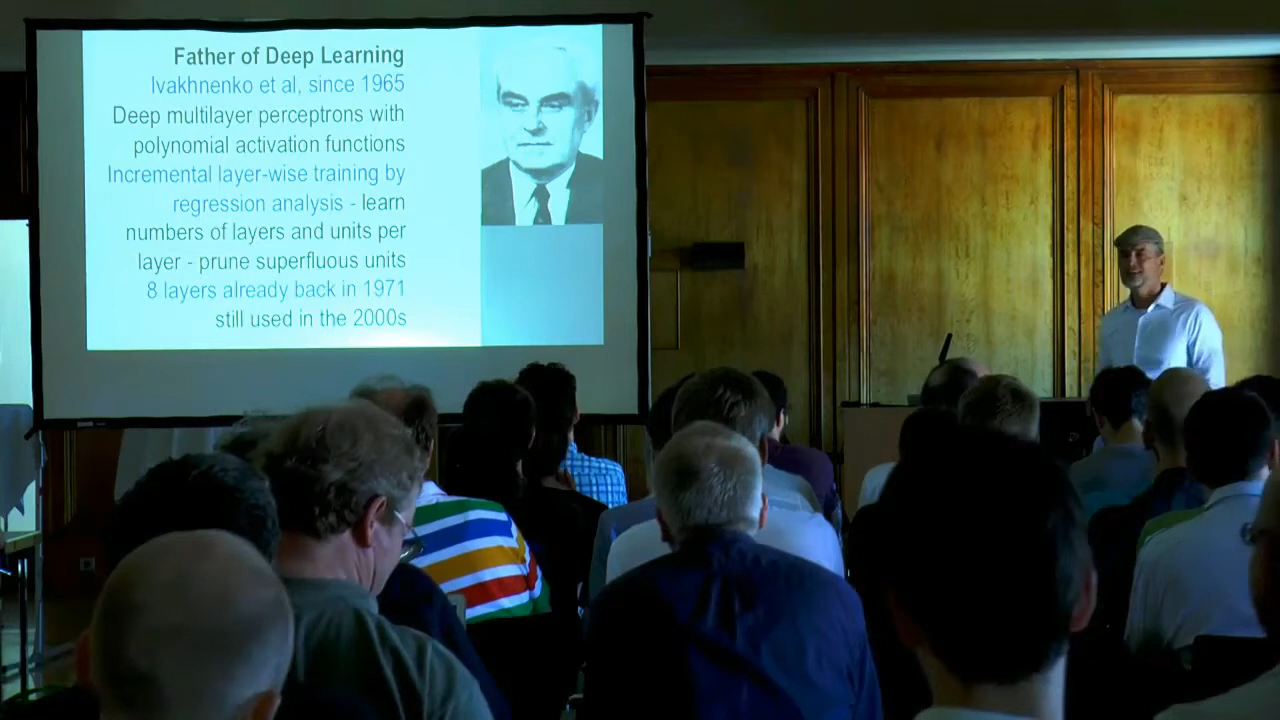 Father of Deep Learning
Ivakhnenko et al, since 1965
Deep multilayer perceptrons with
polynomial activation functions
Incremental layer-wise training by
regression analysis - learn
numbers of layers and units per
layer - prune superfluous units
8 layers already back in 1971
still used in the 2000s